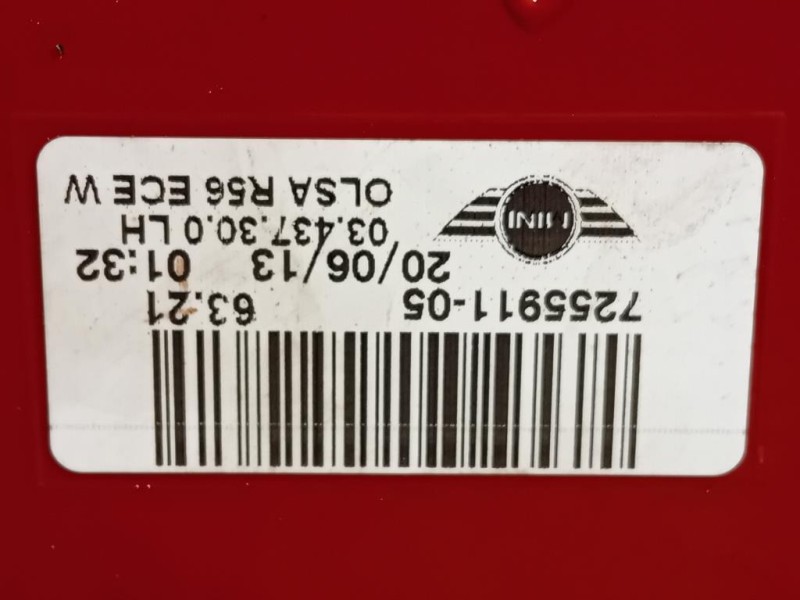 7255911-05 63.21
20/06/13 01:32
MINI
03.437.30.0 LH
OLSA R56 ECE W